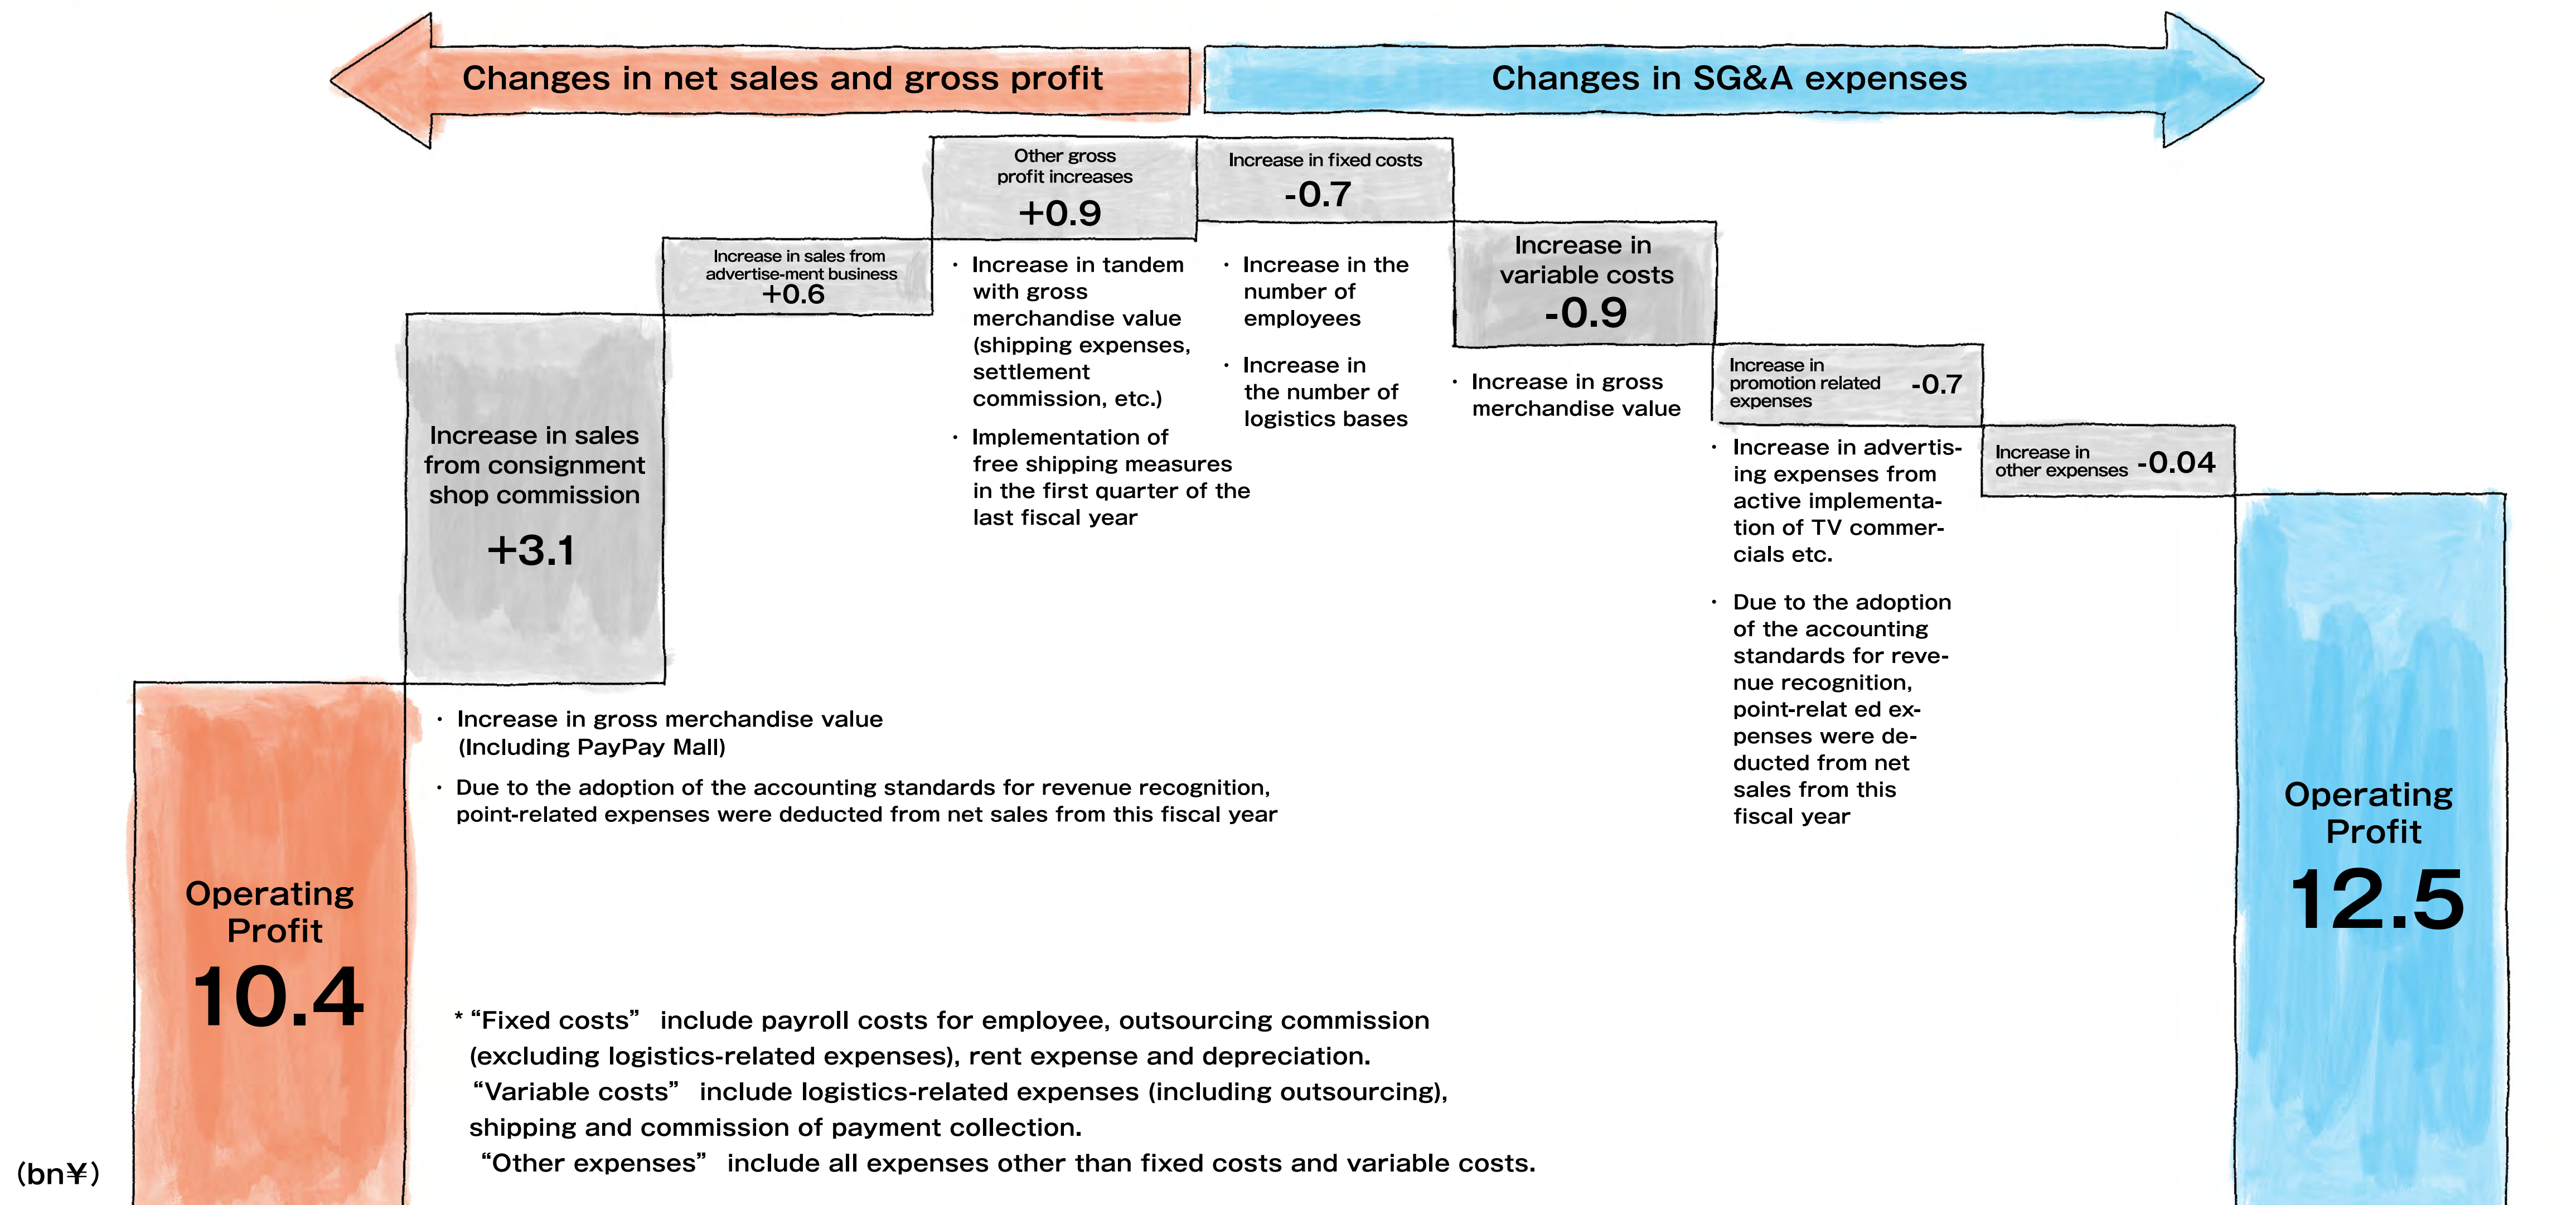 Changes in net sales and gross profit
Changes in SG&A expenses
Operating
Profit
10.4
Increase in sales
from consignment
shop commission
+3.1
· Increase in gross merchandise value
(Including PayPay Mall)
· Due to the adoption of the accounting standards for revenue recognition,
point-related expenses were deducted from net sales from this fiscal year
Increase in sales from
advertise-ment business
+0.6
Other gross
profit increases
+0.9
· Increase in tandem
with gross
merchandise value
(shipping expenses,
settlement
commission, etc.)
· Implementation of
free shipping measures
in the first quarter of the
last fiscal year
Increase in fixed costs
-0.7
· Increase in the
number of
employees
· Increase in
the number of
logistics bases
Increase in
variable costs
-0.9
· Increase in gross
merchandise value
Increase in
promotion related
expenses
-0.7
· Increase in advertis-
ing expenses from
active implementa-
tion of TV commer-
cials etc.
· Due to the adoption
of the accounting
standards for reve-
nue recognition,
point-relat ed ex-
penses were de-
ducted from net
sales from this
fiscal year
Increase in
other expenses
-0.04
Operating
Profit
12.5
* “Fixed costs” include payroll costs for employee, outsourcing commission
(excluding logistics-related expenses), rent expense and depreciation.
“Variable costs” include logistics-related expenses (including outsourcing),
shipping and commission of payment collection.
“Other expenses” include all expenses other than fixed costs and variable costs.
(bn¥)